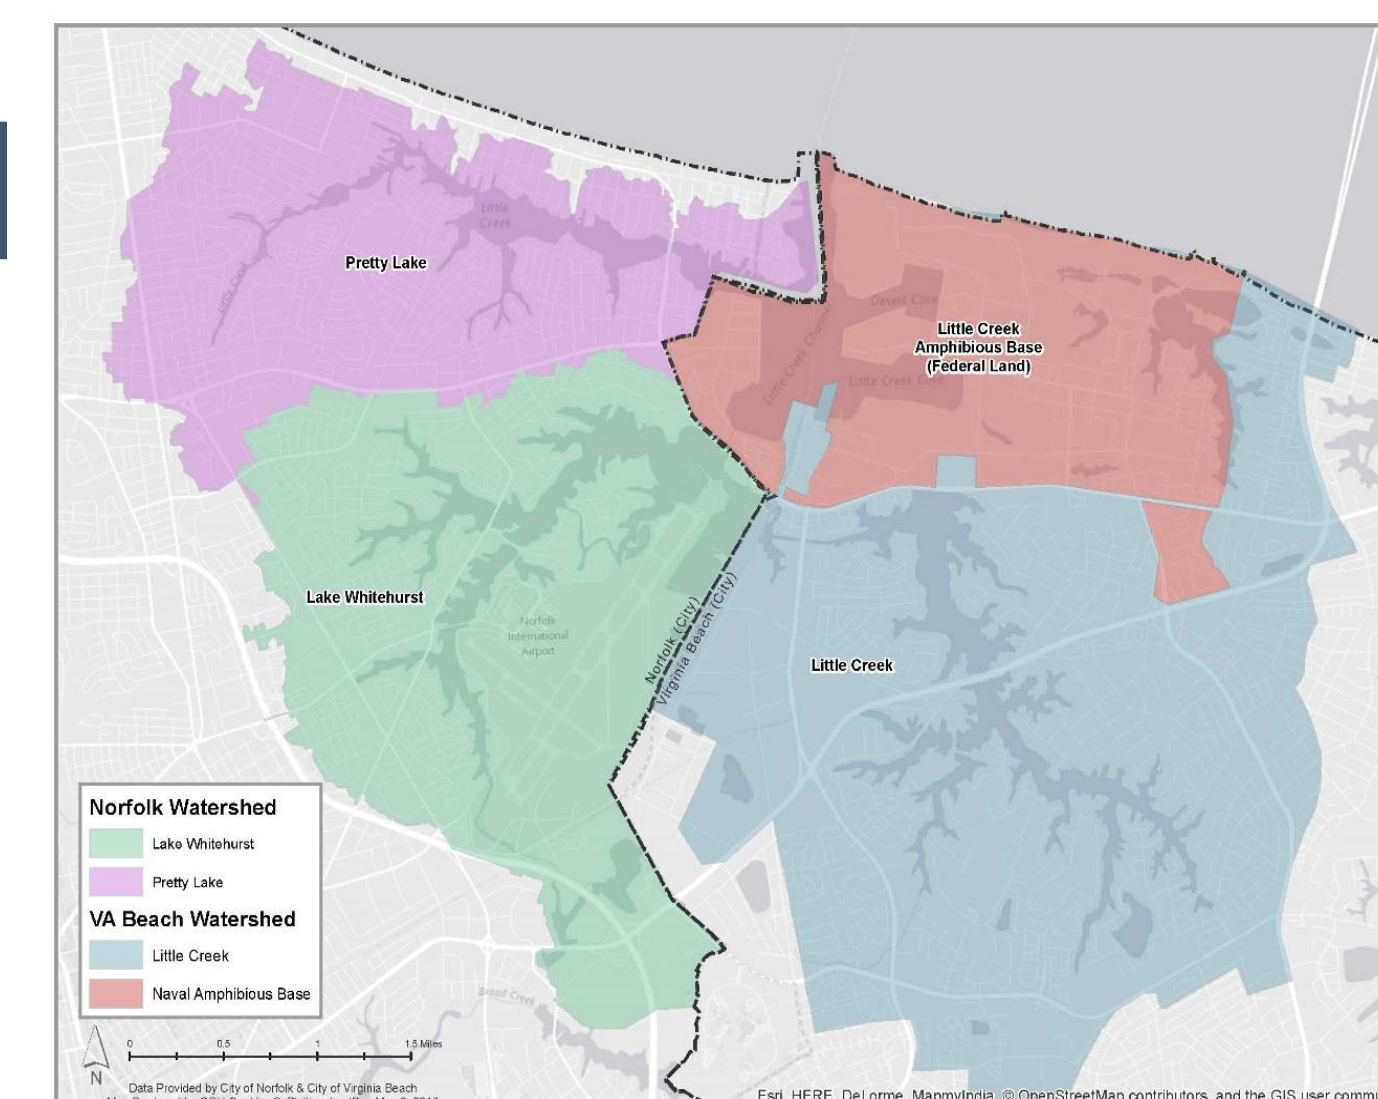 Little
Creek
Pretty Lake
Little Creek
Desert Cove
Little Creek
Amphibious Base
(Federal Land)
Little Creek Channel
Little Creek Cove
Lake Whitehurst
Norfolk
International
Airport
Norfolk (City)
Virginia Beach (City)
Little Creek
Norfolk Watershed
Lake Whitehurst
Pretty Lake
VA Beach Watershed
Little Creek
Naval Amphibious Base
Broad Creek
0 0.5 1 1.5 Miles
N
Data Provided by City of Norfolk & City of Virginia Beach
Esri, HERE, DeLorme, MapmyIndia, © OpenStreetMap contributors, and the GIS user